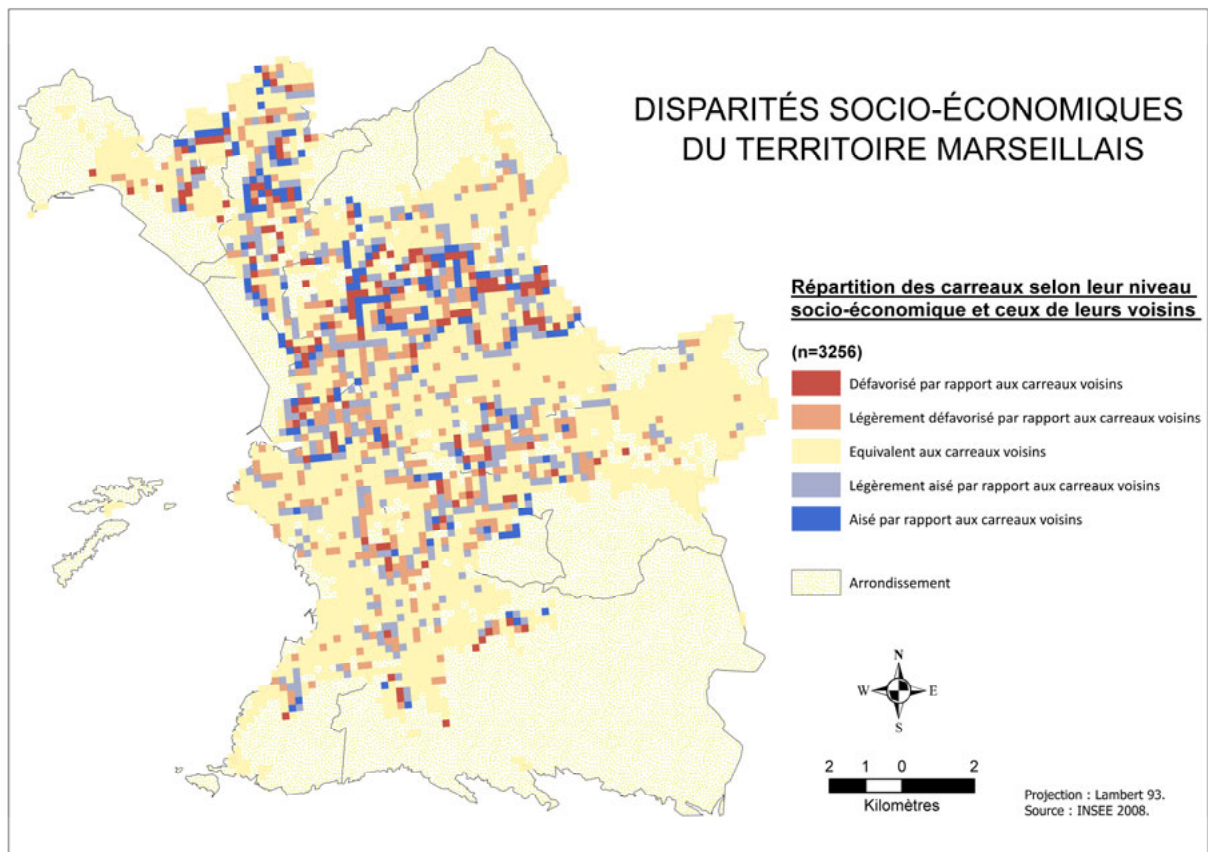 DISPARITÉS SOCIO-ÉCONOMIQUES
DU TERRITOIRE MARSEILLAIS
Répartition des carreaux selon leur niveau
socio-économique et ceux de leurs voisins
(n=3256)
Défavorisé par rapport aux carreaux voisins
Légèrement défavorisé par rapport aux carreaux voisins
Equivalent aux carreaux voisins
Légèrement aisé par rapport aux carreaux voisins
Aisé par rapport aux carreaux voisins
Arrondissement
N
W E
S
2 1 0 2
Kilomètres
Projection : Lambert 93.
Source : INSEE 2008.